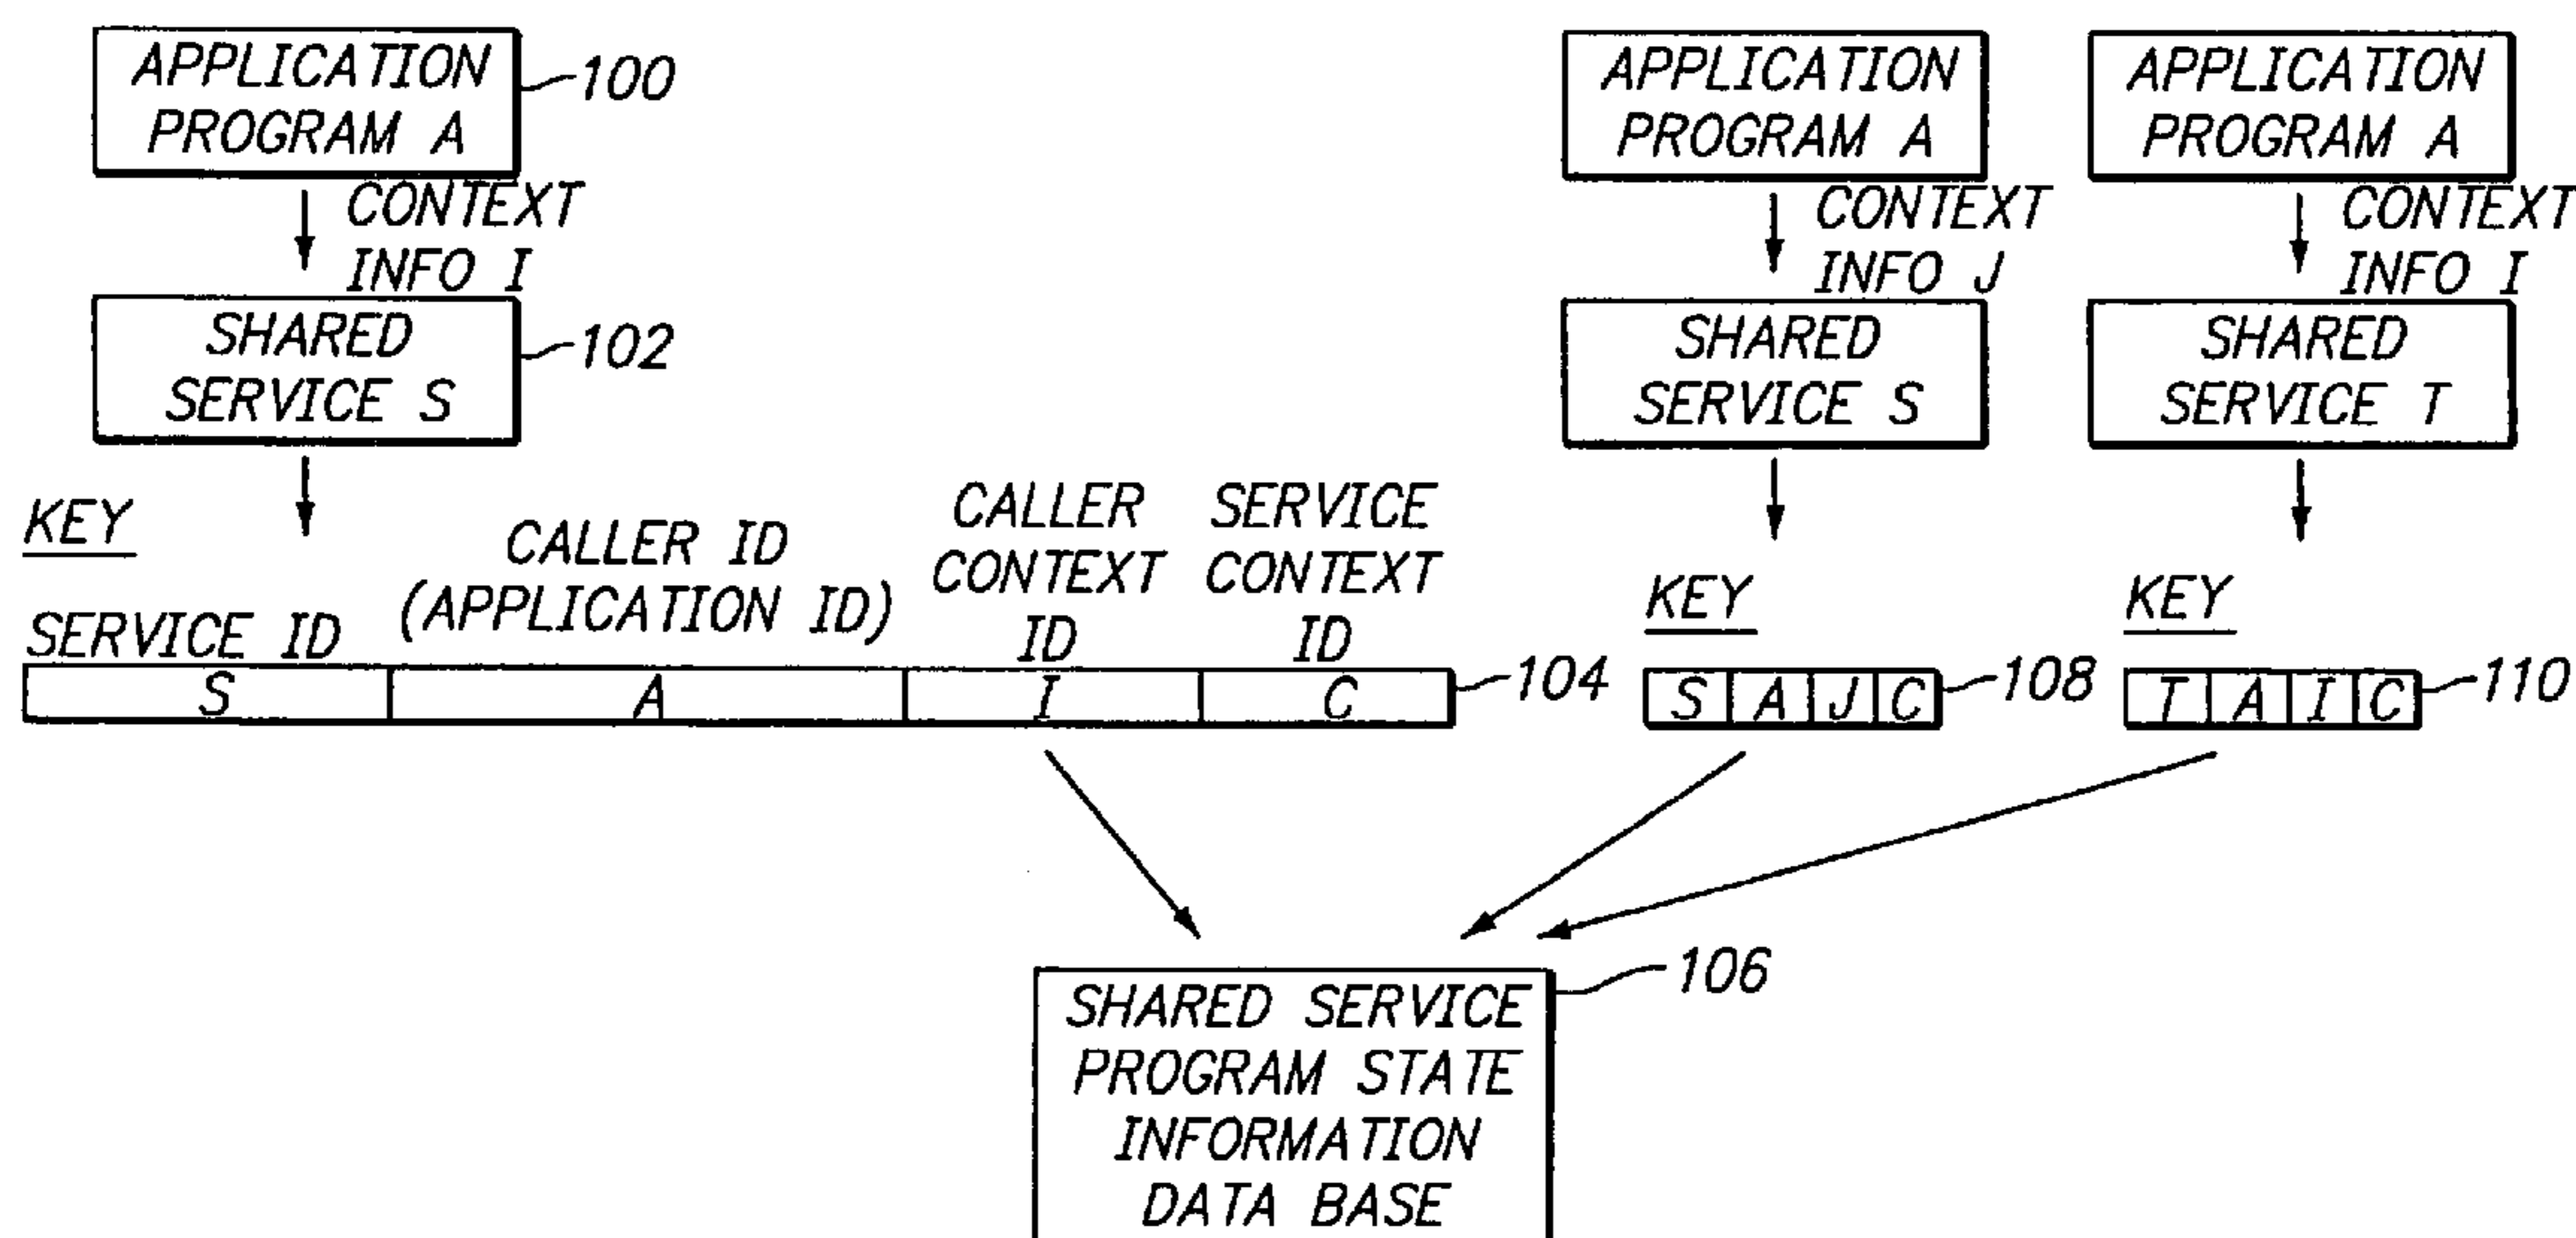 APPLICATION
PROGRAM A
100
CONTEXT
INFO I
SHARED
SERVICE S
102
APPLICATION
PROGRAM A
CONTEXT
INFO J
SHARED
SERVICE S
APPLICATION
PROGRAM A
CONTEXT
INFO I
SHARED
SERVICE T
KEY
SERVICE ID
CALLER ID
(APPLICATION ID)
CALLER
CONTEXT
ID
SERVICE
CONTEXT
ID
S A I C 104
KEY
S A J C 108
KEY
T A I C 110
SHARED SERVICE
PROGRAM STATE
INFORMATION
DATA BASE
106